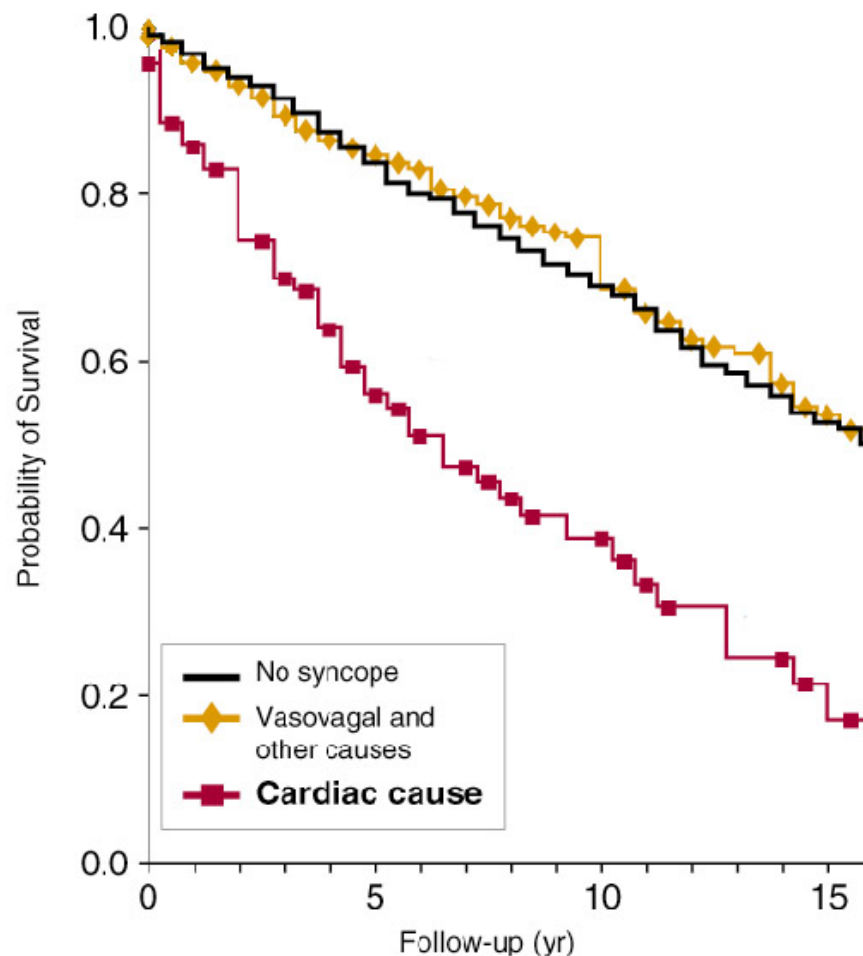 1.0
0.8
0.6
0.4
0.2
0.0
Probability of Survival
No syncope
Vasovagal and
other causes
Cardiac cause
0
5
10
15
Follow-up (yr)